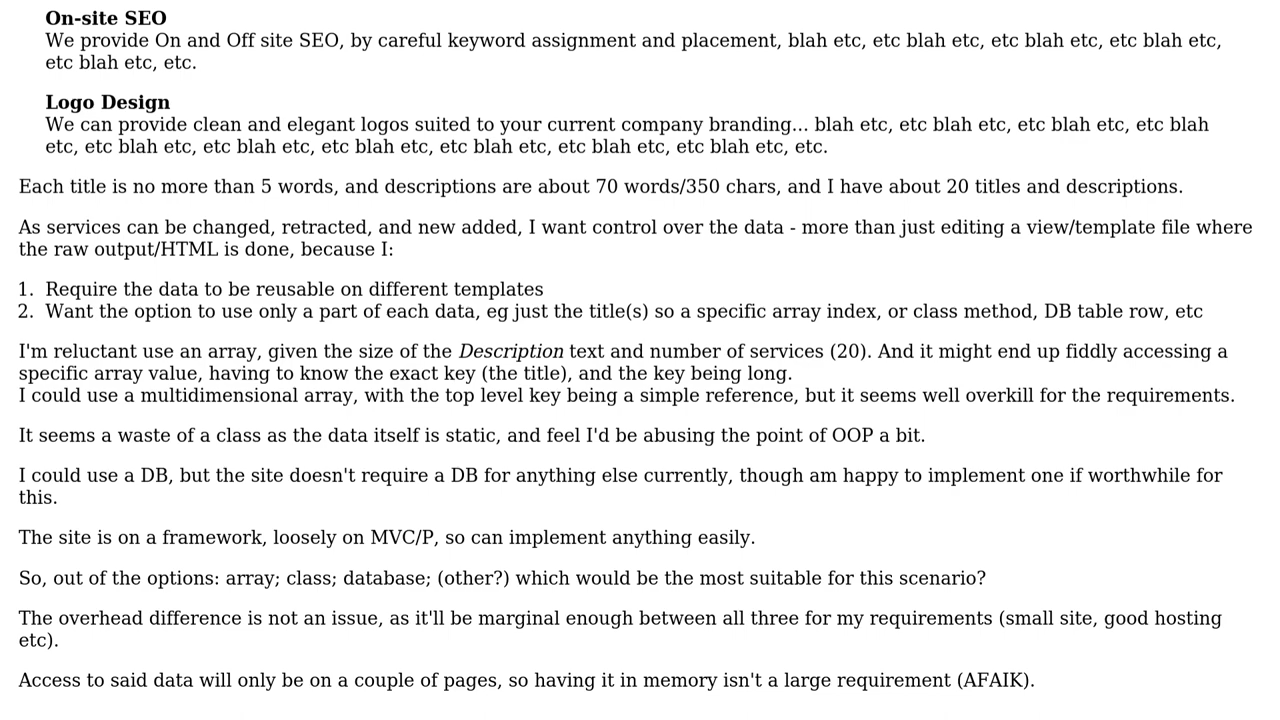 On-site SEO
We provide On and Off site SEO, by careful keyword assignment and placement, blah etc, etc blah etc, etc blah etc, etc blah etc,
etc blah etc, etc.
Logo Design
We can provide clean and elegant logos suited to your current company branding... blah etc, etc blah etc, etc blah etc, etc blah
etc, etc blah etc, etc blah etc, etc blah etc, etc blah etc, etc blah etc, etc blah etc, etc.
Each title is no more than 5 words, and descriptions are about 70 words/350 chars, and I have about 20 titles and descriptions.
As services can be changed, retracted, and new added, I want control over the data - more than just editing a view/template file where
the raw output/HTML is done, because I:
1. Require the data to be reusable on different templates
2. Want the option to use only a part of each data, eg just the title(s) so a specific array index, or class method, DB table row, etc
I'm reluctant use an array, given the size of the Description text and number of services (20). And it might end up fiddly accessing a
specific array value, having to know the exact key (the title), and the key being long.
I could use a multidimensional array, with the top level key being a simple reference, but it seems well overkill for the requirements.
It seems a waste of a class as the data itself is static, and feel I'd be abusing the point of OOP a bit.
I could use a DB, but the site doesn't require a DB for anything else currently, though am happy to implement one if worthwhile for
this.
The site is on a framework, loosely on MVC/P, so can implement anything easily.
So, out of the options: array; class; database; (other?) which would be the most suitable for this scenario?
The overhead difference is not an issue, as it'll be marginal enough between all three for my requirements (small site, good hosting
etc).
Access to said data will only be on a couple of pages, so having it in memory isn't a large requirement (AFAIK).